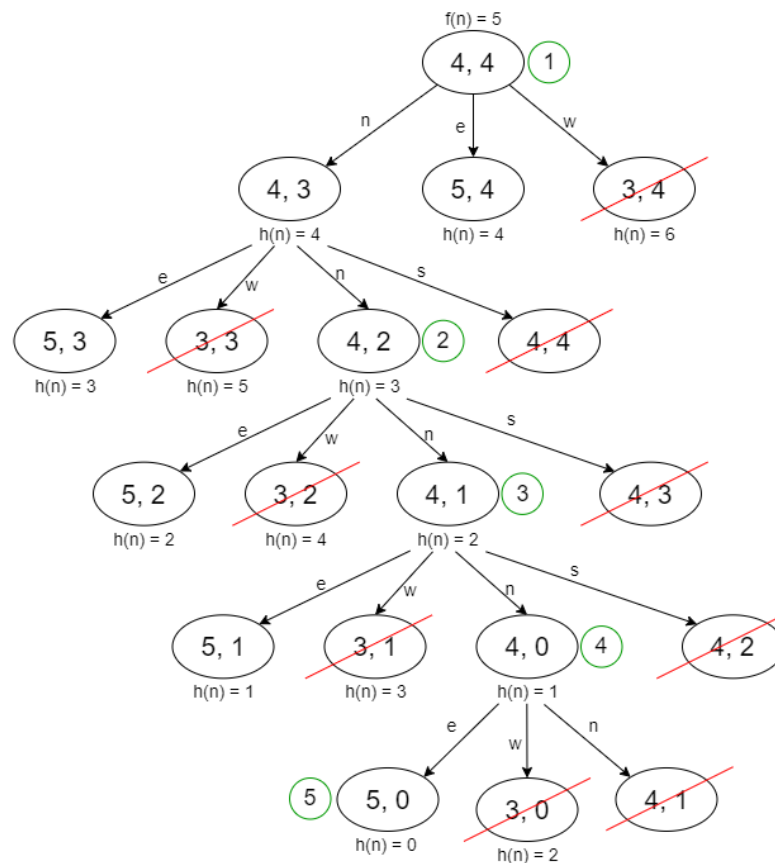 f(n) = 5
4, 4
1
n
e
w
4, 3
5, 4
3, 4
h(n) = 4
h(n) = 4
h(n) = 6
e
w
n
s
5, 3
3, 3
4, 2
2
4, 4
h(n) = 3
h(n) = 5
h(n) = 3
e
w
n
s
5, 2
3, 2
4, 1
3
4, 3
h(n) = 2
h(n) = 4
h(n) = 2
e
w
n
s
5, 1
3, 1
4, 0
4
4, 2
h(n) = 1
h(n) = 3
h(n) = 1
e
w
n
5
5, 0
3, 0
4, 1
h(n) = 0
h(n) = 2